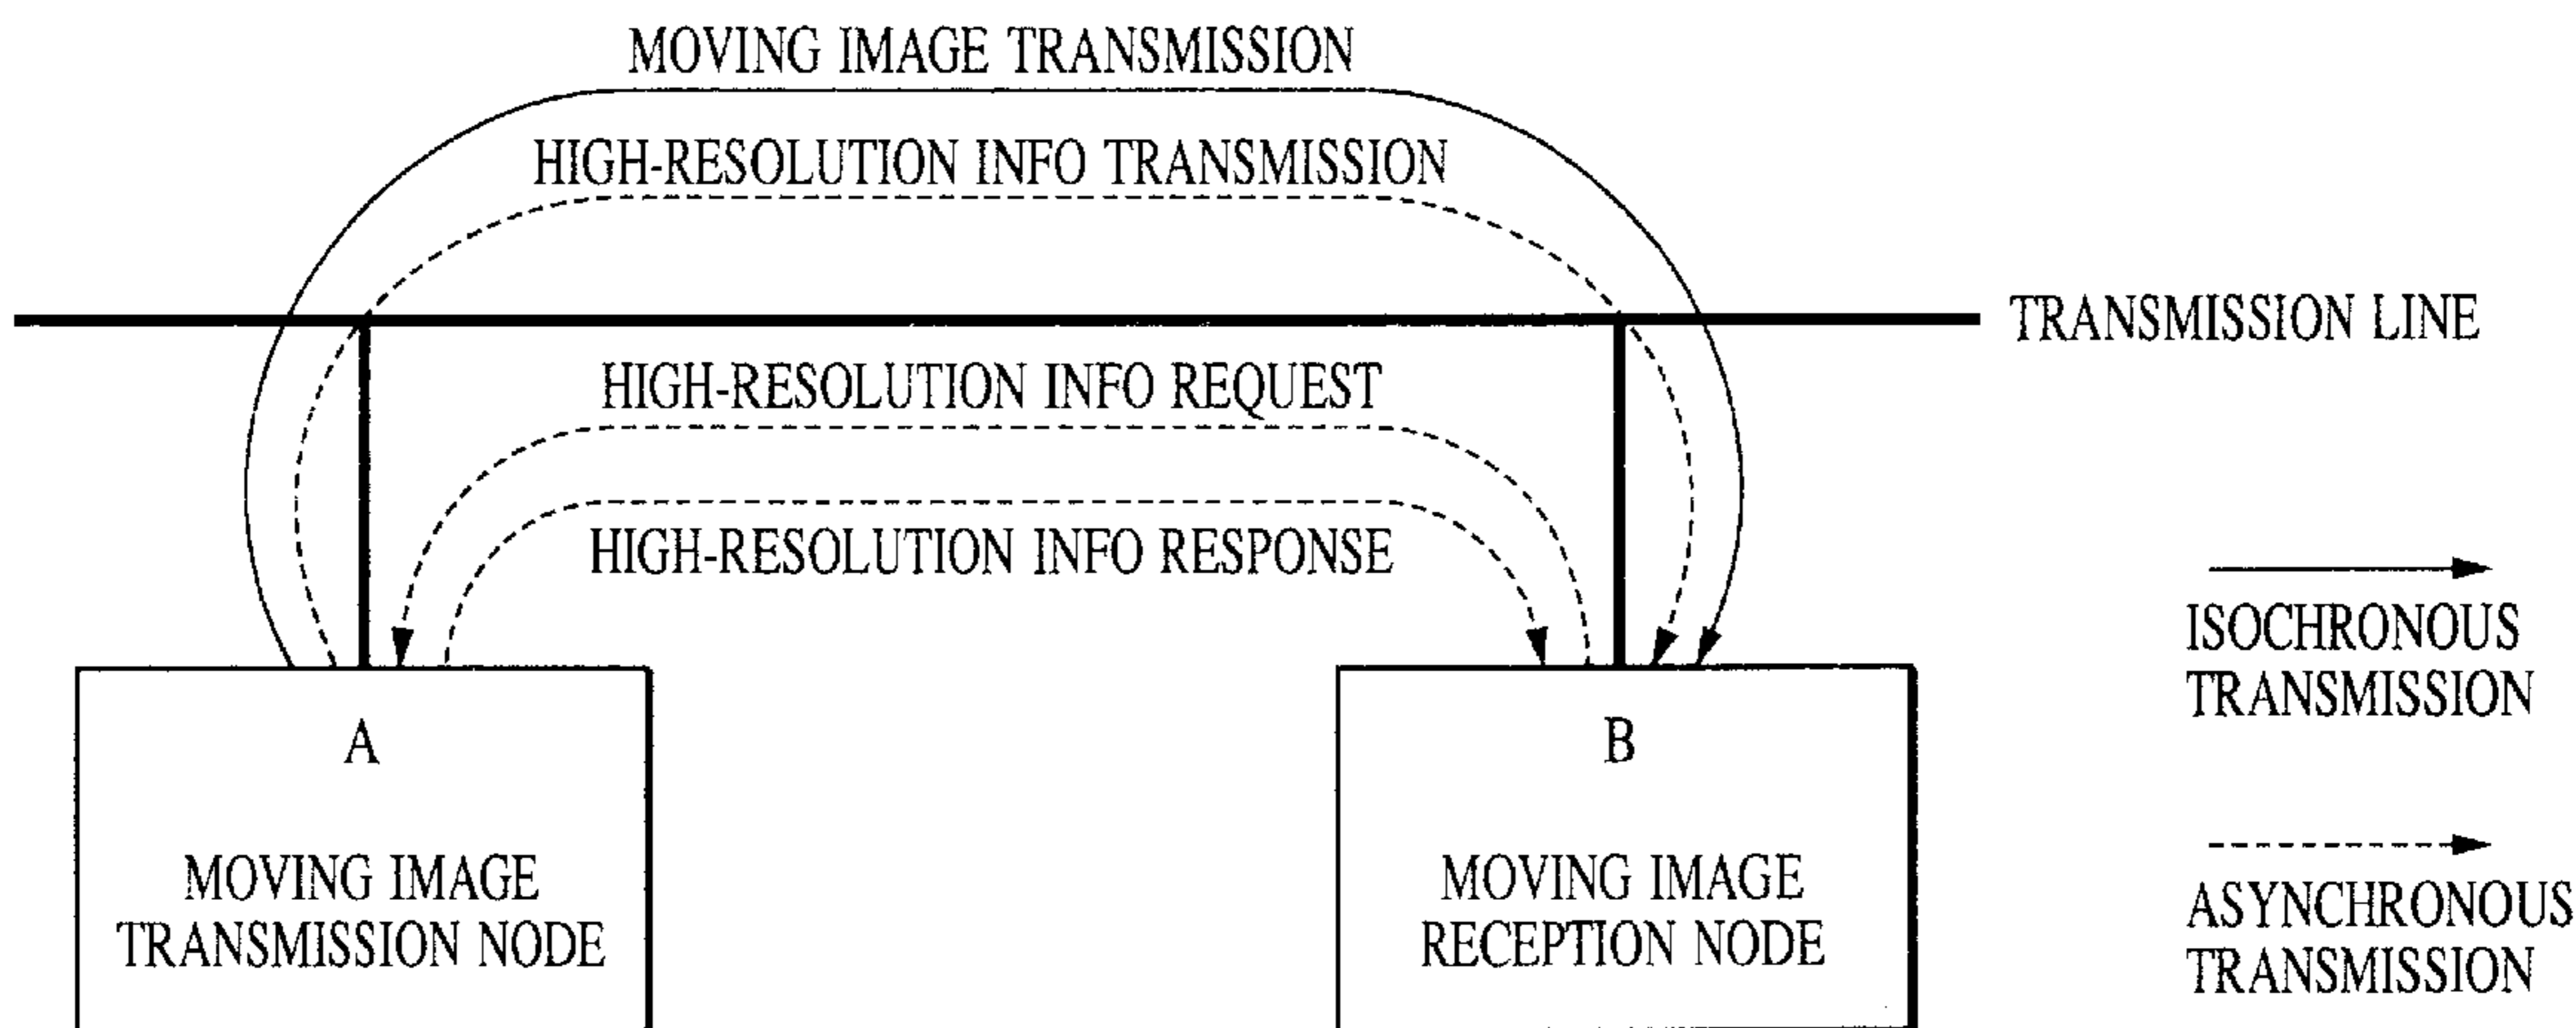 MOVING IMAGE TRANSMISSION
HIGH-RESOLUTION INFO TRANSMISSION
TRANSMISSION LINE
HIGH-RESOLUTION INFO REQUEST
HIGH-RESOLUTION INFO RESPONSE
ISOCHRONOUS
TRANSMISSION
A
MOVING IMAGE
TRANSMISSION NODE
B
MOVING IMAGE
RECEPTION NODE
ASYNCHRONOUS
TRANSMISSION